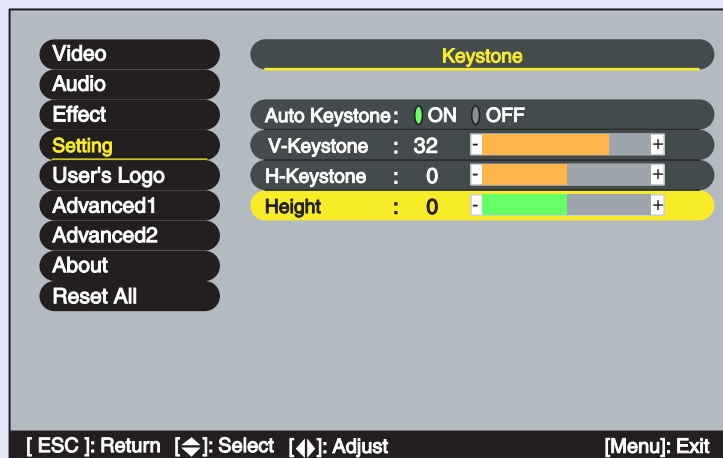 Video
Audio
Effect
Setting
User's Logo
Advanced1
Advanced2
About
Reset All
Keystone
Auto Keystone: ON OFF
V-Keystone : 32 - +
H-Keystone : 0 - +
Height : 0 - +
[ ESC ]: Return [◆]: Select [◆]: Adjust [Menu]: Exit